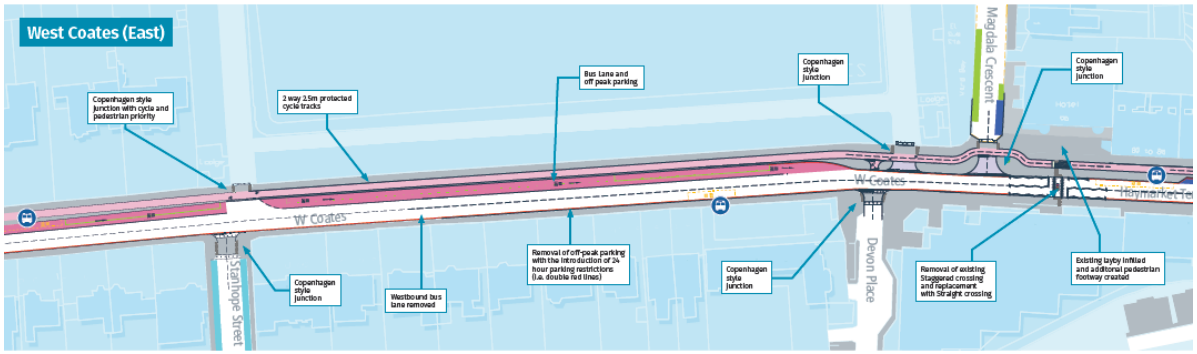 West Coates (East)
Copenhagen style
junction with cycle and
pedestrian priority
2 way 2.5m protected
cycle tracks
Bus Lane and
off peak parking
Copenhagen
style
junction
Magdala Crescent
Copenhagen
style
junction
W Coates
W Coates
Haymarket Te
Stanhope Street
Copenhagen
style
junction
Westbound bus
lane removed
Removal of off-peak parking
with the introduction of 24
hour parking restrictions
(i.e. double red lines)
Copenhagen
style
junction
Devon Place
Removal of existing
Staggered crossing
and replacement
with Straight crossing
Existing layby infilled
and additonal pedestrian
footway created